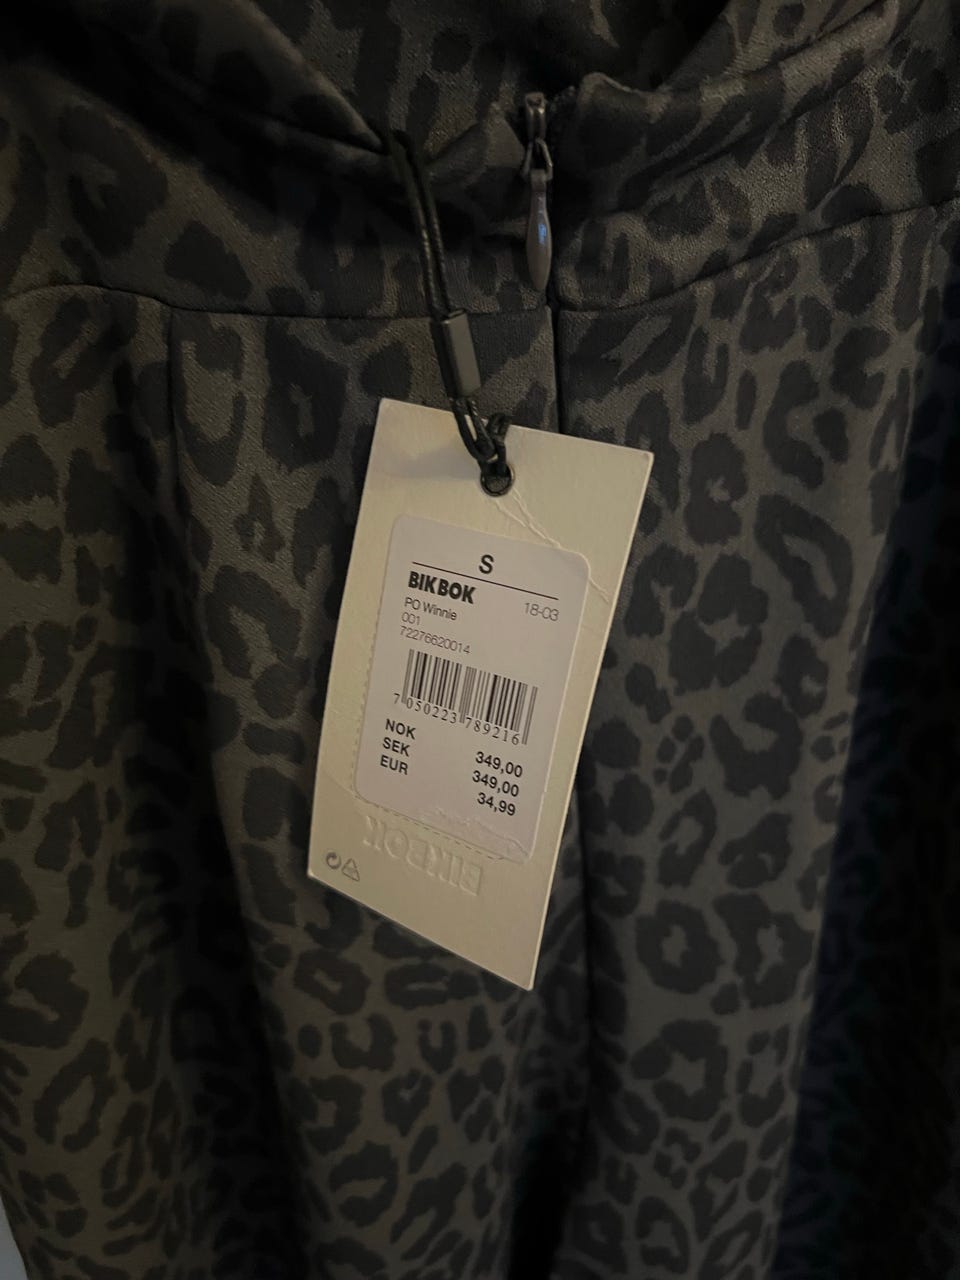 S
BIKBOK
18-03
PO Winnie
001
72276620014
7 050223 789216
NOK 349,00
SEK 349,00
EUR 34,99
BIKBOK